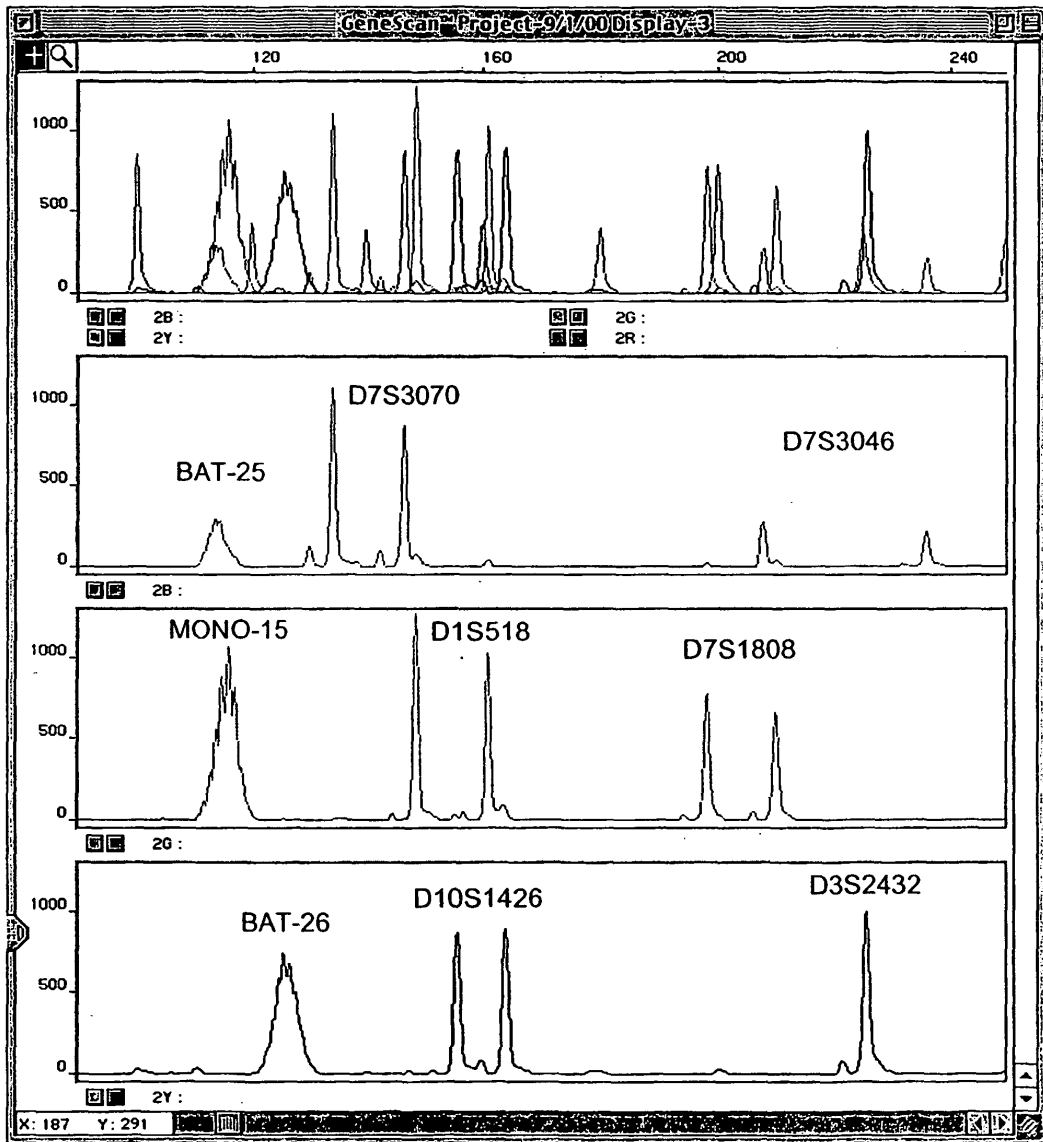 GeneScan™ Project-9/1/00 Display-3
120 160 200 240
1000
500
0
2B : 2G :
2Y : 2R :
D7S3070
1000
D7S3046
BAT-25
500
0
2B :
MONO-15 D1S518 D7S1808
1000
500
0
2G :
D3S2432
D10S1426
1000
BAT-26
500
0
2Y :
X: 187 Y: 291